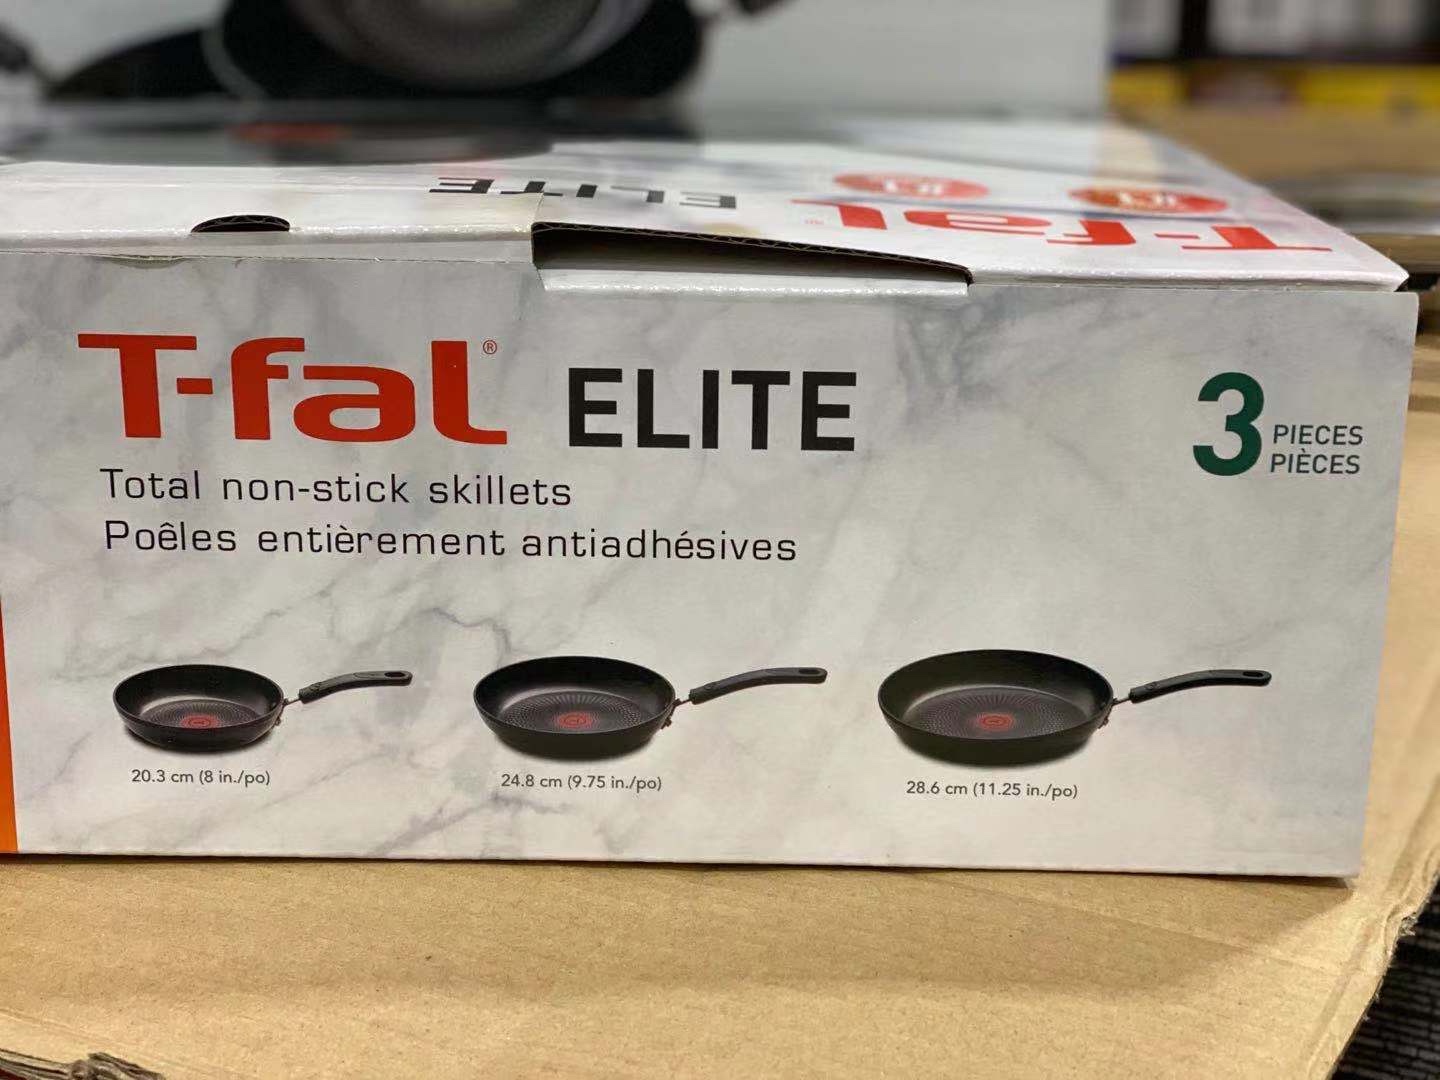 ELITE
T-fal
T-fal® ELITE
Total non-stick skillets
Poêles entièrement antiadhésives
3 PIECES
PIÈCES
20.3 cm (8 in./po)
24.8 cm (9.75 in./po)
28.6 cm (11.25 in./po)